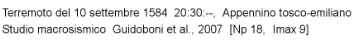 Terremoto del 10 settembre 1584 20:30:--, Appennino tosco-emiliano
Studio macrosismico Guidoboni et al., 2007 [Np 18, Imax 9]